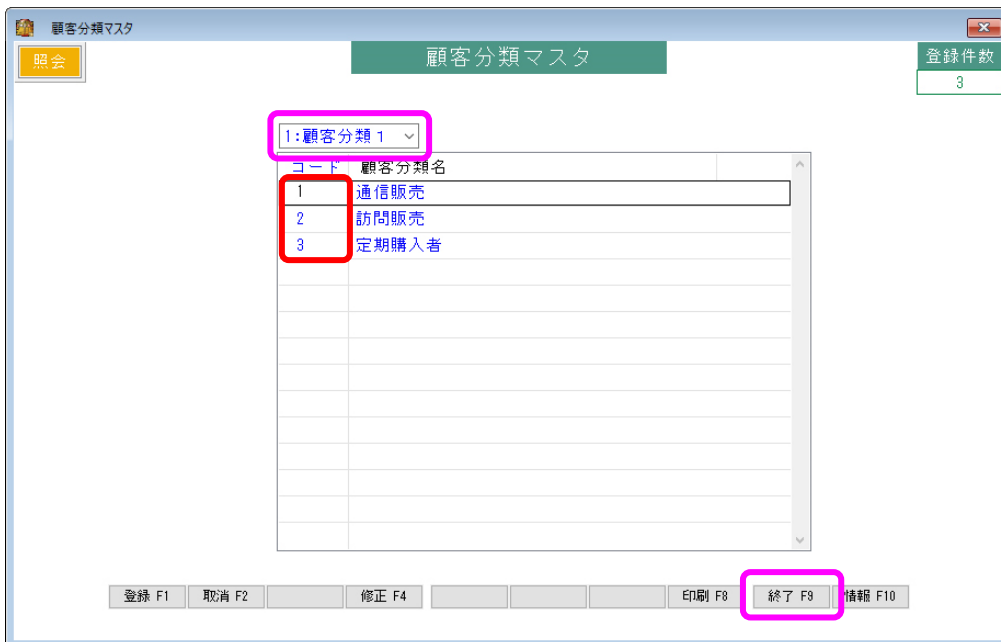 顧客分類マスタ
照会
顧客分類マスタ
登録件数
3
1:顧客分類1
コード 顧客分類名
1 通信販売
2 訪問販売
3 定期購入者
登録 F1 取消 F2 修正 F4 印刷 F8 終了 F9 情報 F10